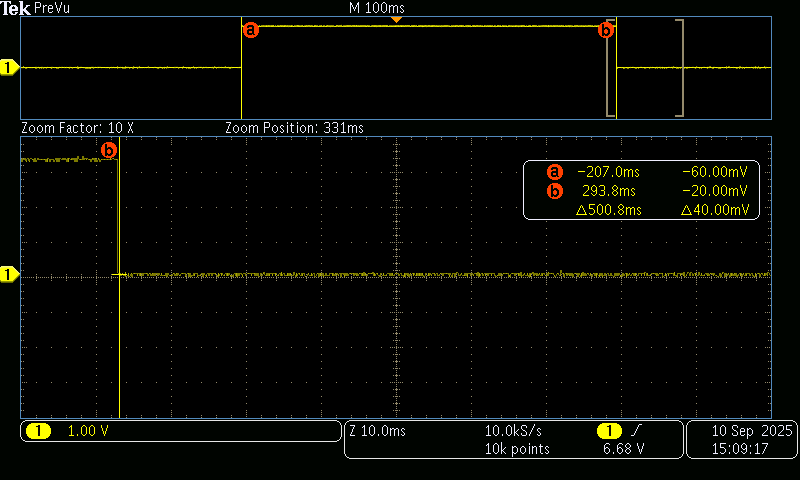 Tek PreVu M 100ms
a b
1
Zoom Factor: 10 X Zoom Position: 331ms
b
a -207.0ms -60.00mV
b 293.8ms -20.00mV
△500.8ms △40.00mV
1
1 1.00 V Z 10.0ms 10.0kS/s 1 10 Sep 2025
10k points 6.68 V 15:09:17